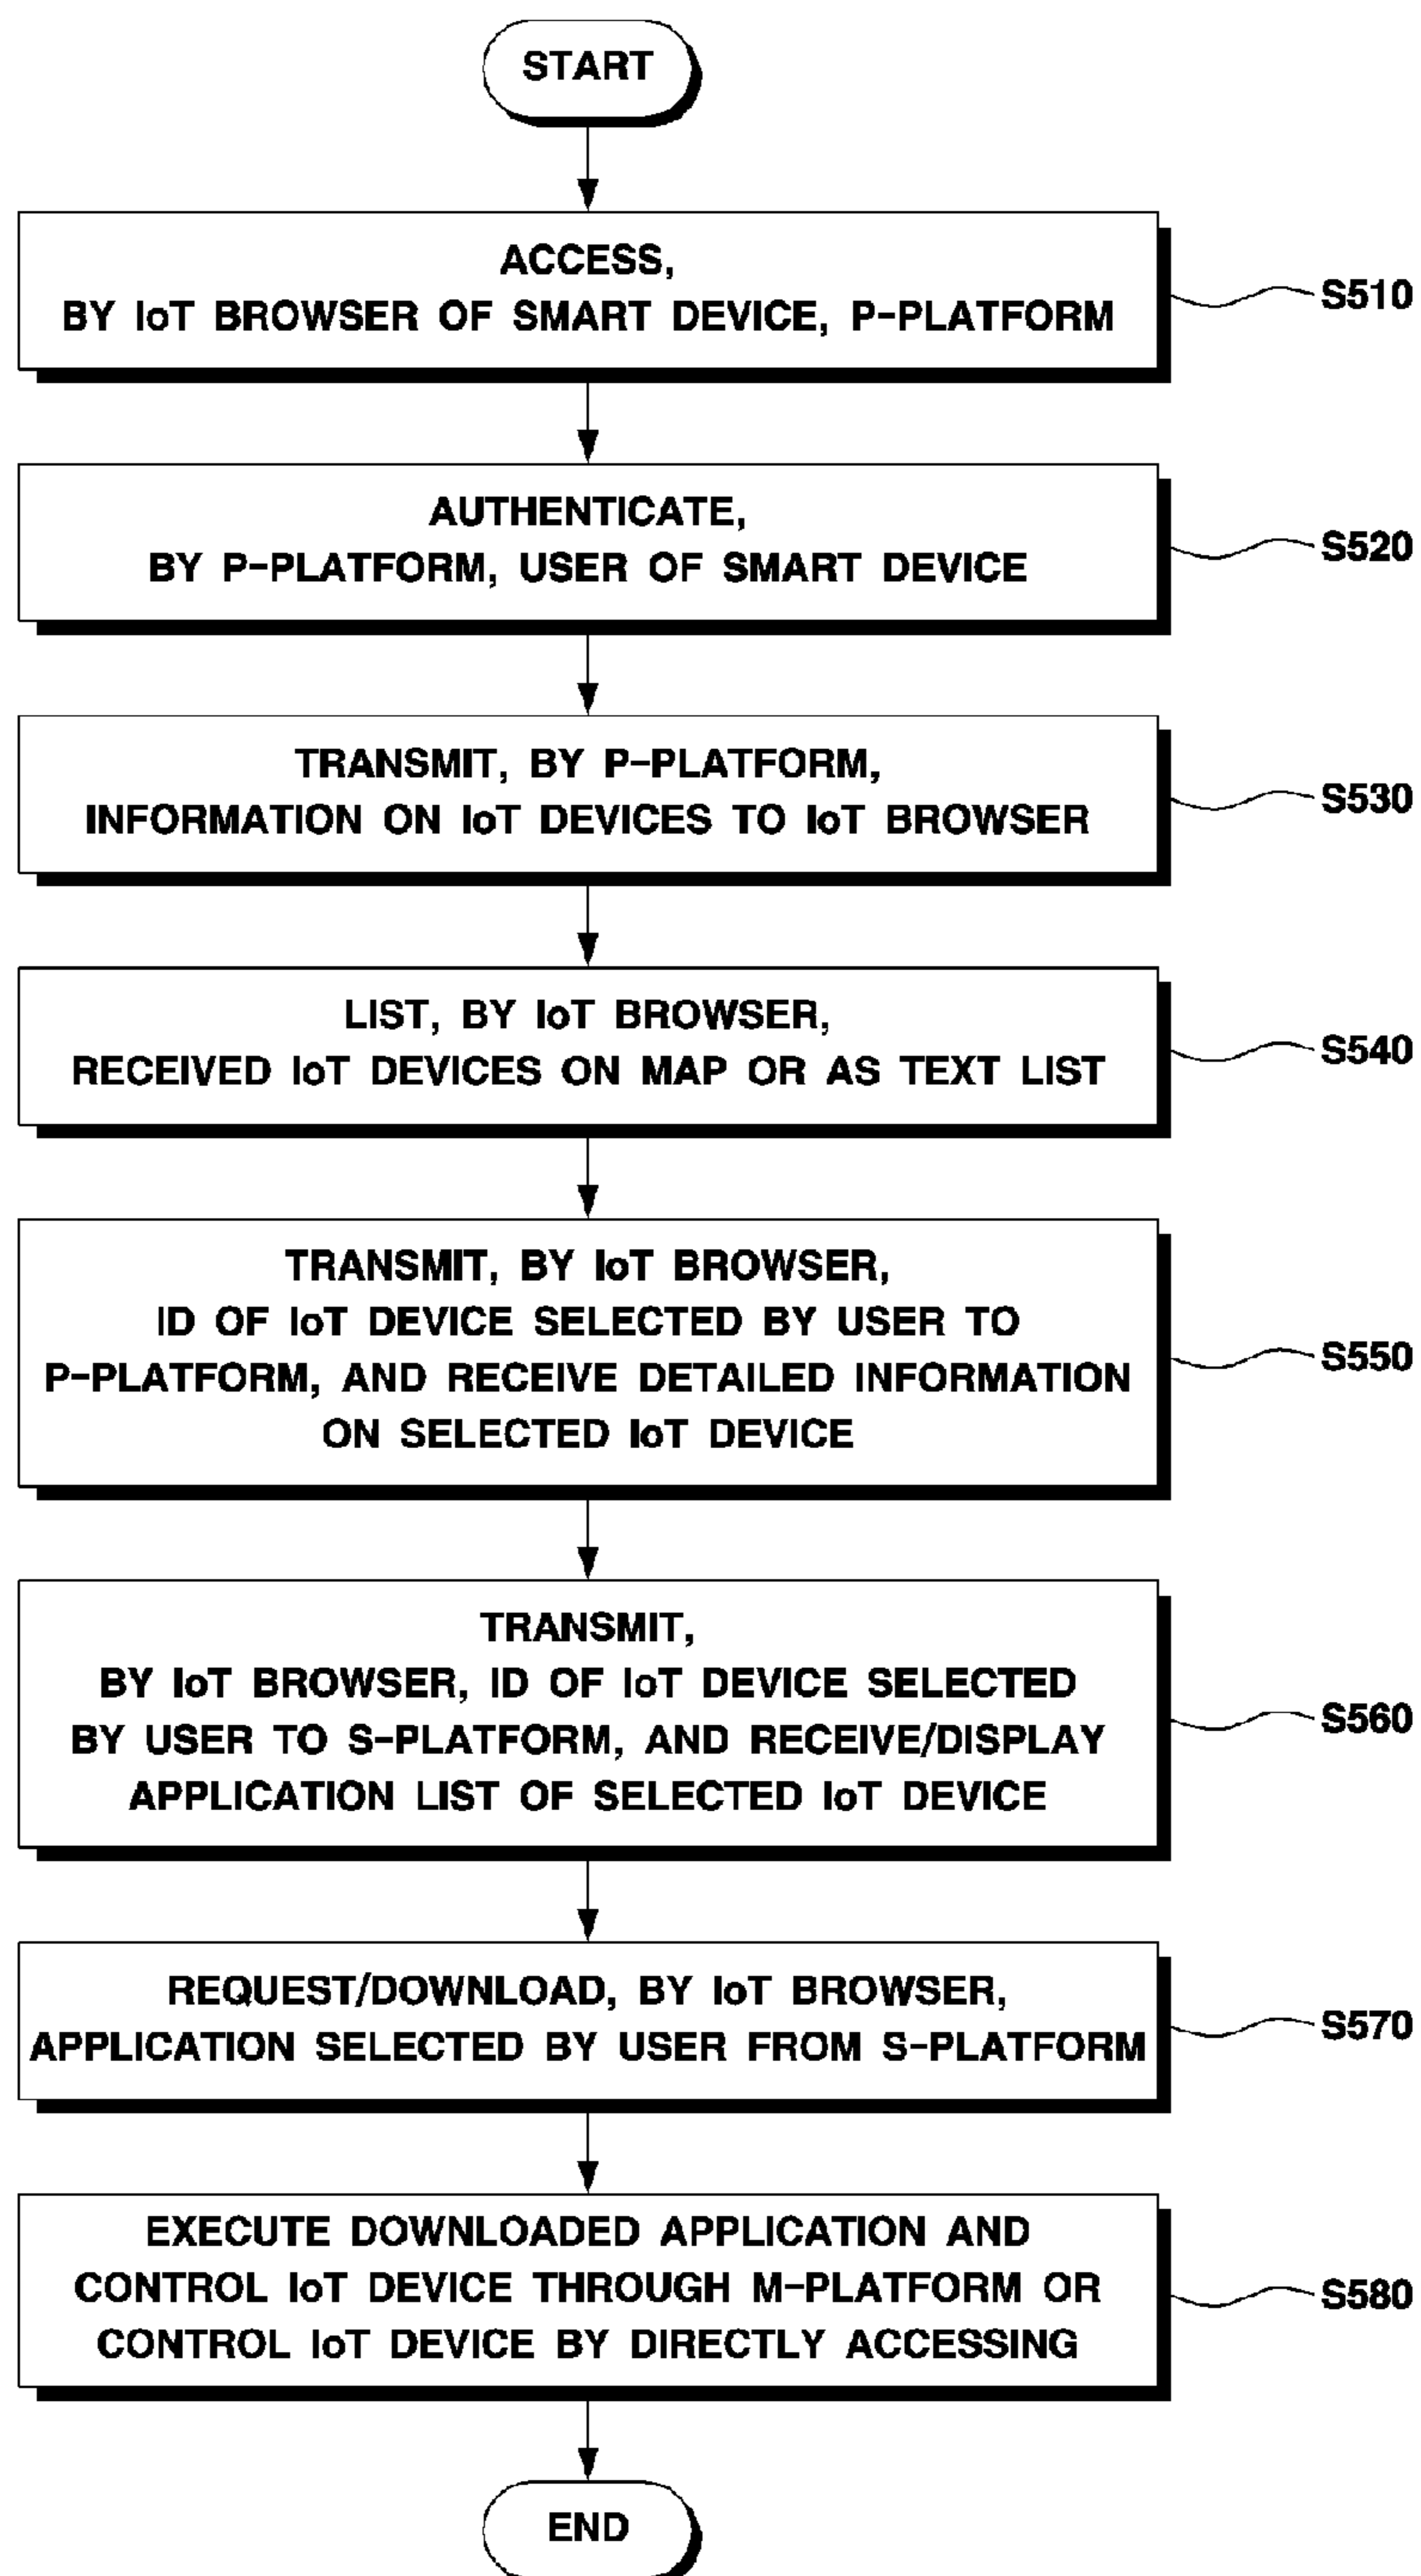 START
ACCESS,
BY IoT BROWSER OF SMART DEVICE, P-PLATFORM
S510
AUTHENTICATE,
BY P-PLATFORM, USER OF SMART DEVICE
S520
TRANSMIT, BY P-PLATFORM,
INFORMATION ON IoT DEVICES TO IoT BROWSER
S530
LIST, BY IoT BROWSER,
RECEIVED IoT DEVICES ON MAP OR AS TEXT LIST
S540
TRANSMIT, BY IoT BROWSER,
ID OF IoT DEVICE SELECTED BY USER TO
P-PLATFORM, AND RECEIVE DETAILED INFORMATION
ON SELECTED IoT DEVICE
S550
TRANSMIT,
BY IoT BROWSER, ID OF IoT DEVICE SELECTED
BY USER TO S-PLATFORM, AND RECEIVE/DISPLAY
APPLICATION LIST OF SELECTED IoT DEVICE
S560
REQUEST/DOWNLOAD, BY IoT BROWSER,
APPLICATION SELECTED BY USER FROM S-PLATFORM
S570
EXECUTE DOWNLOADED APPLICATION AND
CONTROL IoT DEVICE THROUGH M-PLATFORM OR
CONTROL IoT DEVICE BY DIRECTLY ACCESSING
S580
END